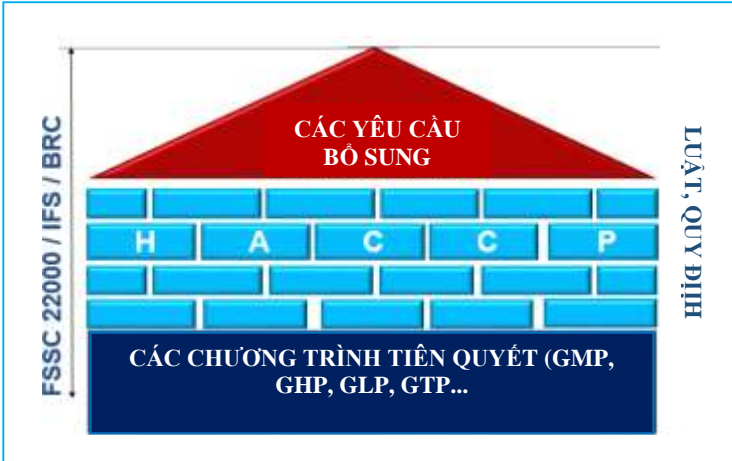 CÁC YÊU CẦU
BỔ SUNG
H A C C P
CÁC CHƯƠNG TRÌNH TIÊN QUYẾT (GMP,
GHP, GLP, GTP...
FSSC 22000 / IFS / BRC
LUẬT, QUY ĐỊỊH